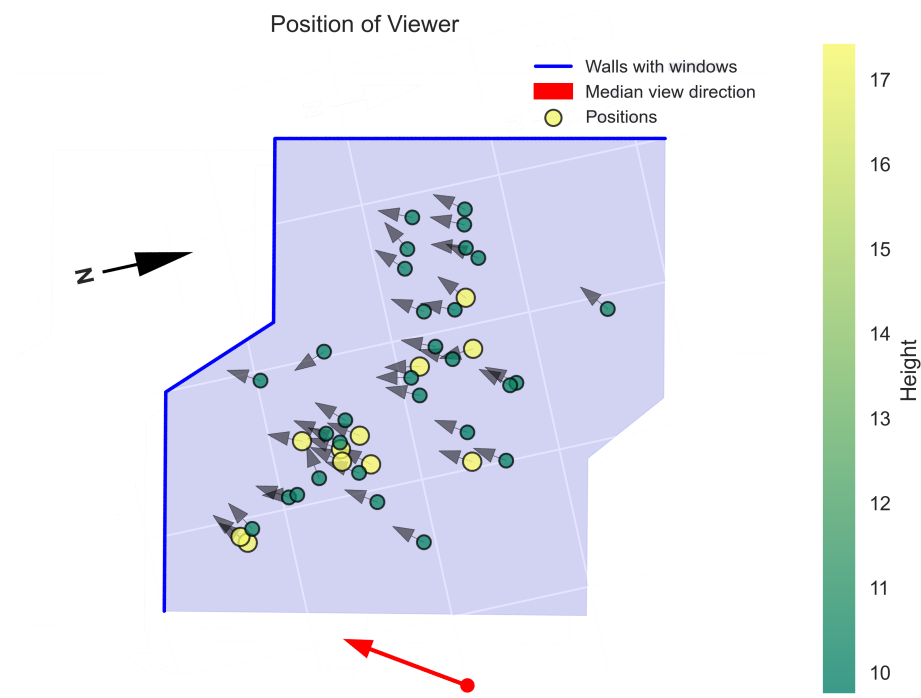 Position of Viewer
Walls with windows
Median view direction
Positions
N
17
16
15
14
13
12
11
10
Height